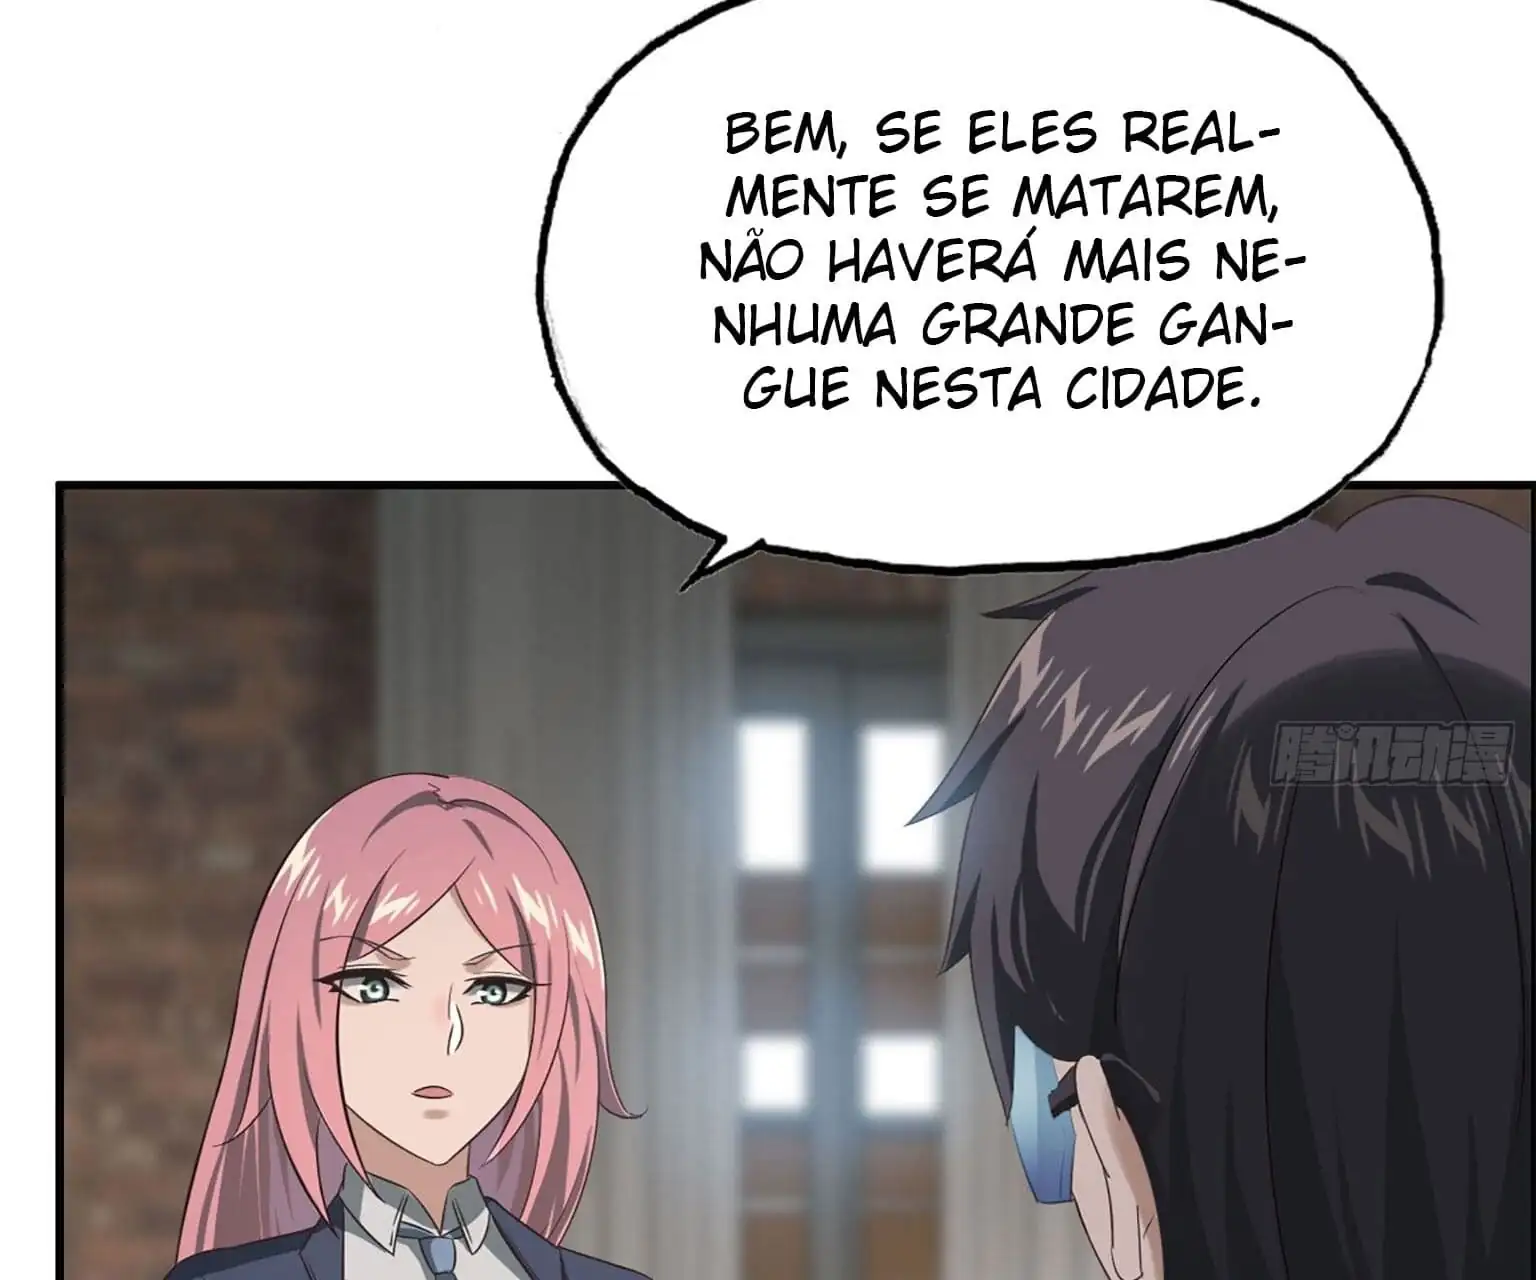 BEM, SE ELES REAL-
MENTE SE MATAREM,
NÃO HAVERÁ MAIS NE-
NHUMA GRANDE GAN-
GUE NESTA CIDADE.
腾讯动漫